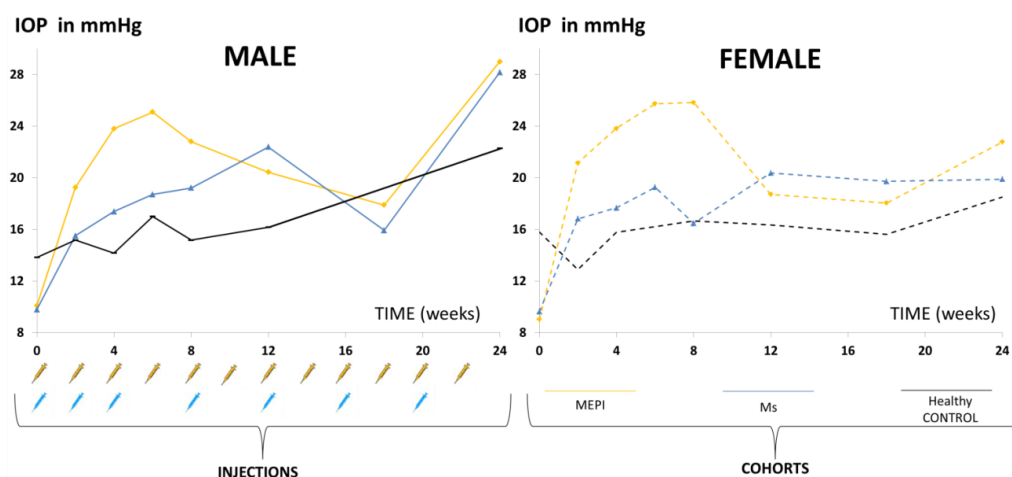 IOP in mmHg
MALE
28
24
20
16
12
8
TIME (weeks)
0 4 8 12 16 20 24
INJECTIONS
IOP in mmHg
FEMALE
28
24
20
16
12
8
TIME (weeks)
0 4 8 12 16 20 24
MEPI
Ms
Healthy
CONTROL
COHORTS